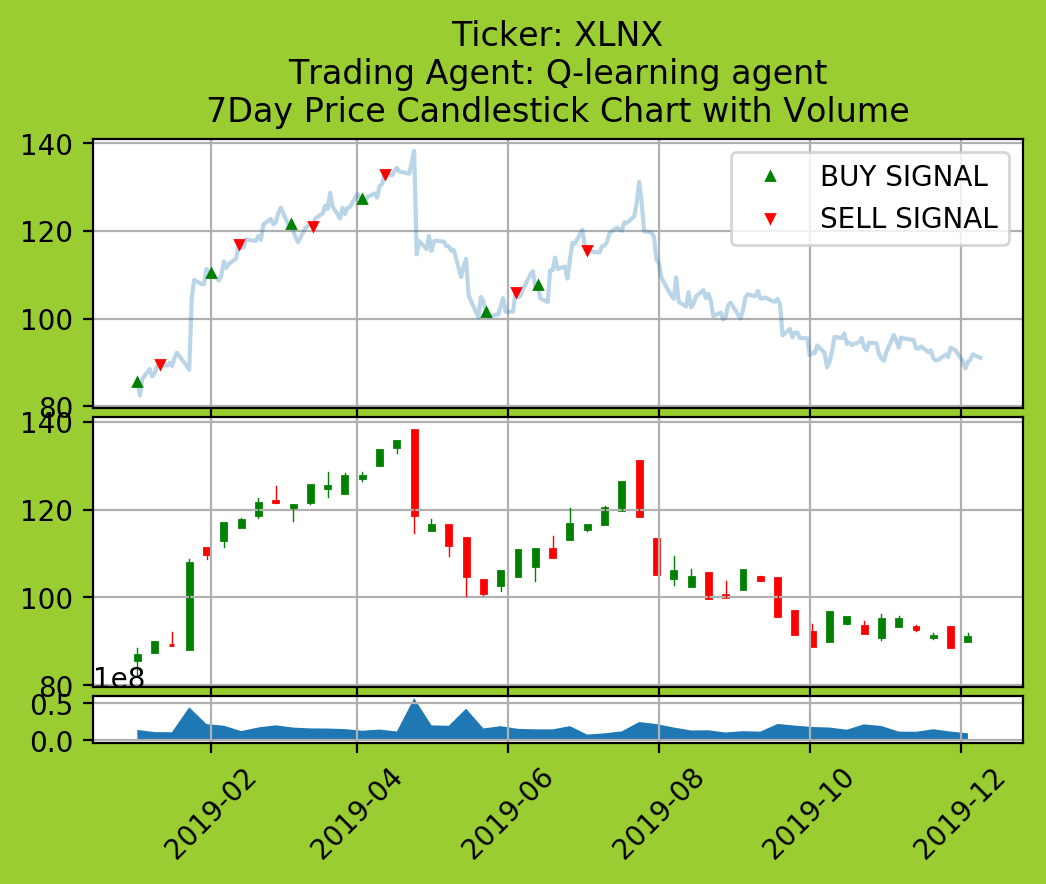 Ticker: XLNX
Trading Agent: Q-learning agent
7Day Price Candlestick Chart with Volume
140
120
100
80
BUY SIGNAL
SELL SIGNAL
140
120
100
80
1e8
0.5
0.0
2019-02
2019-04
2019-06
2019-08
2019-10
2019-12